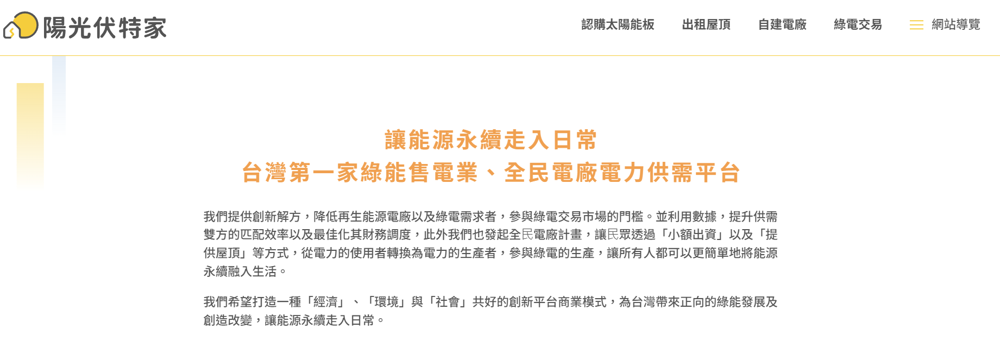 陽光伏特家
認購太陽能板 出租屋頂 自建電廠 綠電交易 網站導覽
讓能源永續走入日常
台灣第一家綠能售電業、全民電廠電力供需平台
我們提供創新解方，降低再生能源電廠以及綠電需求者，參與綠電交易市場的門檻。並利用數據，提升供需
雙方的匹配效率以及最佳化其財務調度，此外我們也發起全民電廠計畫，讓民眾透過「小額出資」以及「提
供屋頂」等方式，從電力的使用者轉換為電力的生產者，參與綠電的生產，讓所有人都可以更簡單地將能源
永續融入生活。
我們希望打造一種「經濟」、「環境」與「社會」共好的創新平台商業模式，為台灣帶來正向的綠能發展及
創造改變，讓能源永續走入日常。